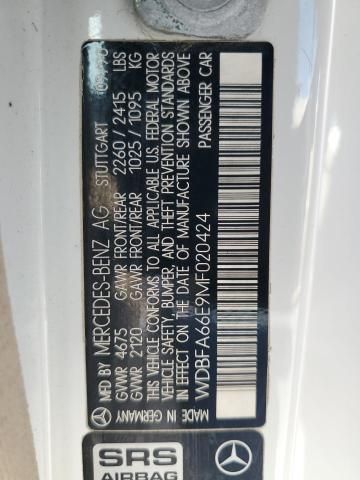 MFD BY MERCEDES-BENZ AG STUTTGART
GVWR 4675 GAWR FRONT/REAR 2260/2415 LBS
GVWR 2120 GAWR FRONT/REAR 1025/1095 KG
THIS VEHICLE CONFORMS TO ALL APPLICABLE U.S. FEDERAL MOTOR
VEHICLE SAFETY, BUMPER, AND THEFT PREVENTION STANDARDS
IN EFFECT ON THE DATE OF MANUFACTURE SHOWN ABOVE
MADE IN GERMANY PASSENGER CAR
WDBFA66E9MF020424
SRS
AIRBAG